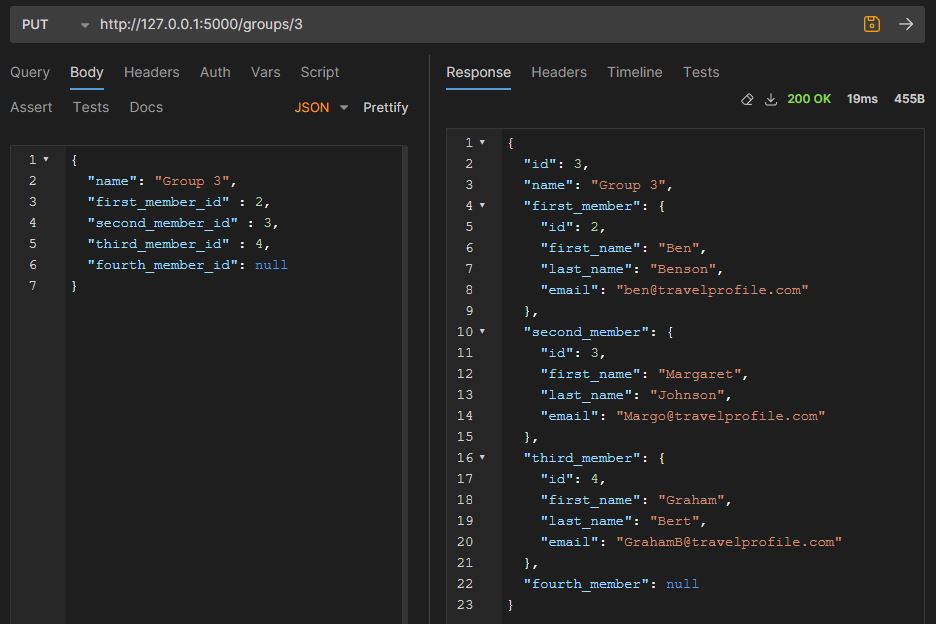 PUT http://127.0.0.1:5000/groups/3
Query Body Headers Auth Vars Script
Assert Tests Docs JSON Prettify
1 {
2 "name": "Group 3",
3 "first_member_id" : 2,
4 "second_member_id" : 3,
5 "third_member_id" : 4,
6 "fourth_member_id": null
7 }
Response Headers Timeline Tests
200 OK 19ms 455B
1 {
2 "id": 3,
3 "name": "Group 3",
4 "first_member": {
5 "id": 2,
6 "first_name": "Ben",
7 "last_name": "Benson",
8 "email": "ben@travelprofile.com"
9 },
10 "second_member": {
11 "id": 3,
12 "first_name": "Margaret",
13 "last_name": "Johnson",
14 "email": "Margo@travelprofile.com"
15 },
16 "third_member": {
17 "id": 4,
18 "first_name": "Graham",
19 "last_name": "Bert",
20 "email": "GrahamB@travelprofile.com"
21 },
22 "fourth_member": null
23 }